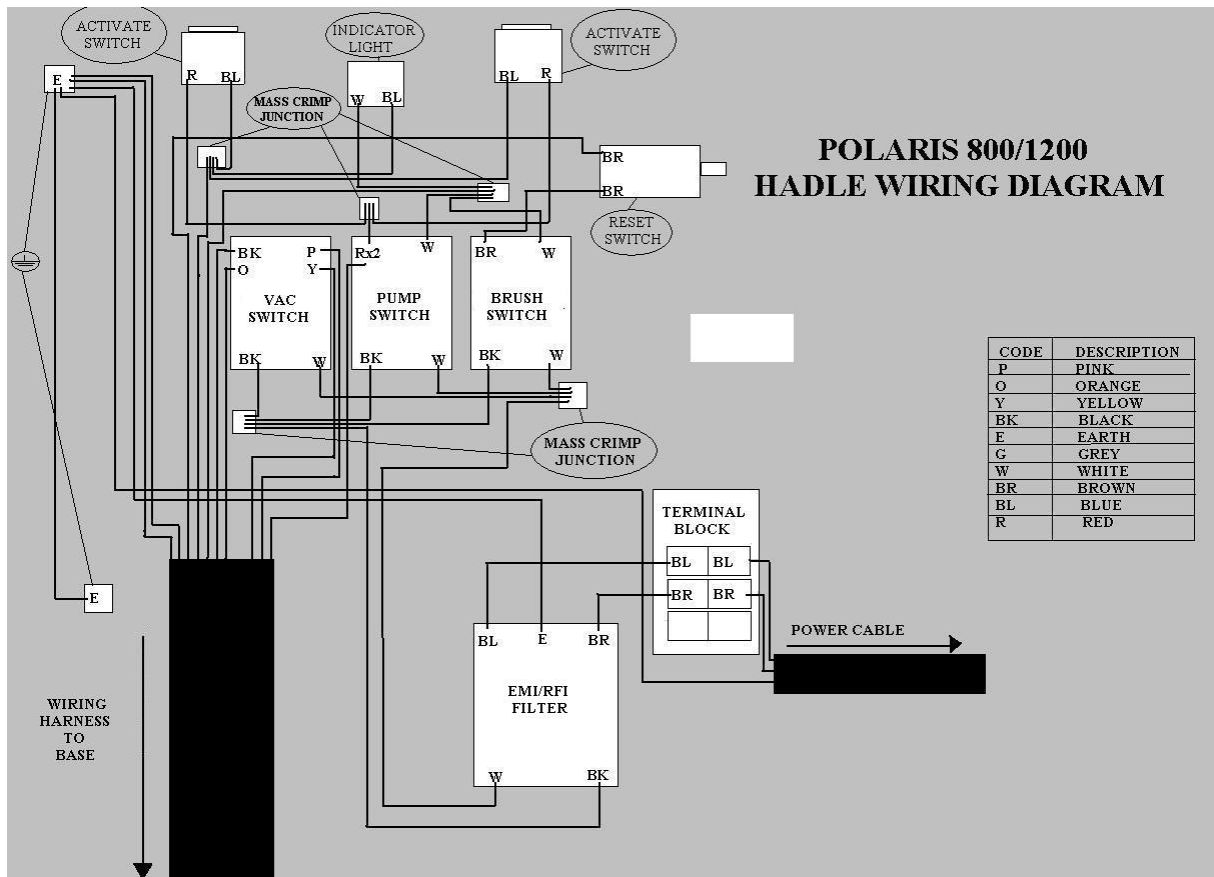 ACTIVATE
SWITCH
INDICATOR
LIGHT
ACTIVATE
SWITCH
E
R BL
W BL
BL R
MASS CRIMP
JUNCTION
POLARIS 800/1200
HADLE WIRING DIAGRAM
BR
BR
RESET
SWITCH
BK P
O Y
VAC
SWITCH
BK W
Rx2 W
PUMP
SWITCH
BK W
BR W
BRUSH
SWITCH
BK W
MASS CRIMP
JUNCTION
CODE DESCRIPTION
P PINK
O ORANGE
Y YELLOW
BK BLACK
E EARTH
G GREY
W WHITE
BR BROWN
BL BLUE
R RED
TERMINAL
BLOCK
BL BL
BR BR
E
BL E BR
EMI/RFI
FILTER
W BK
POWER CABLE
WIRING
HARNESS
TO
BASE